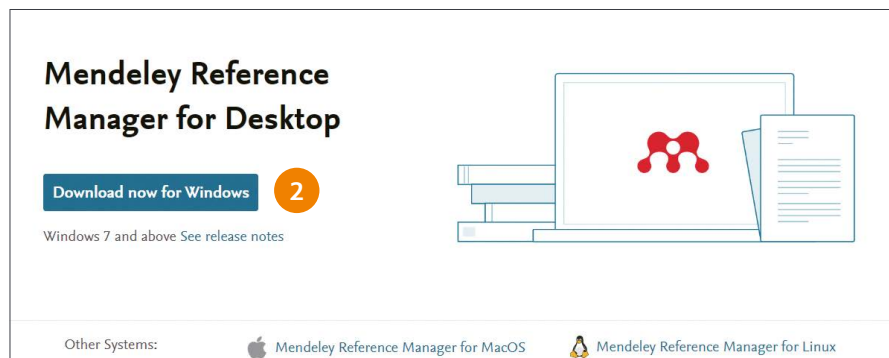 Mendeley Reference
Manager for Desktop
Download now for Windows
2
Windows 7 and above See release notes
Other Systems:
Mendeley Reference Manager for MacOS
Mendeley Reference Manager for Linux